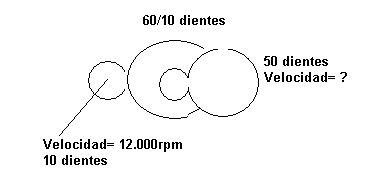 60/10 dientes
50 dientes
Velocidad= ?
Velocidad= 12.000rpm
10 dientes